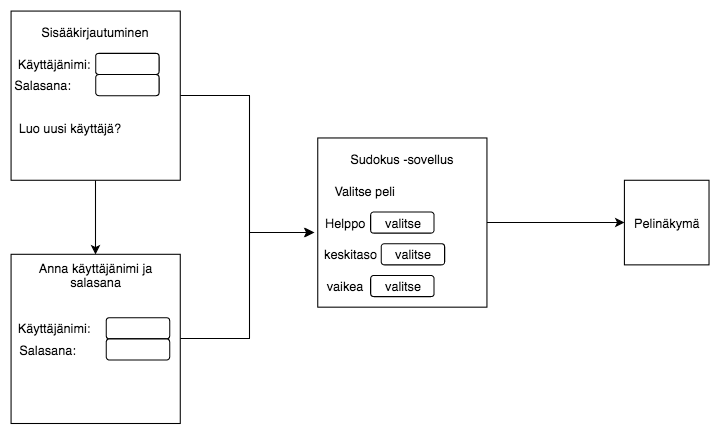 Sisääkirjautuminen
Käyttäjänimi:
Salasana:
Luo uusi käyttäjä?
Anna käyttäjänimi ja
salasana
Käyttäjänimi:
Salasana:
Sudokus -sovellus
Valitse peli
Helppo valitse
keskitaso valitse
vaikea valitse
Pelinäkymä